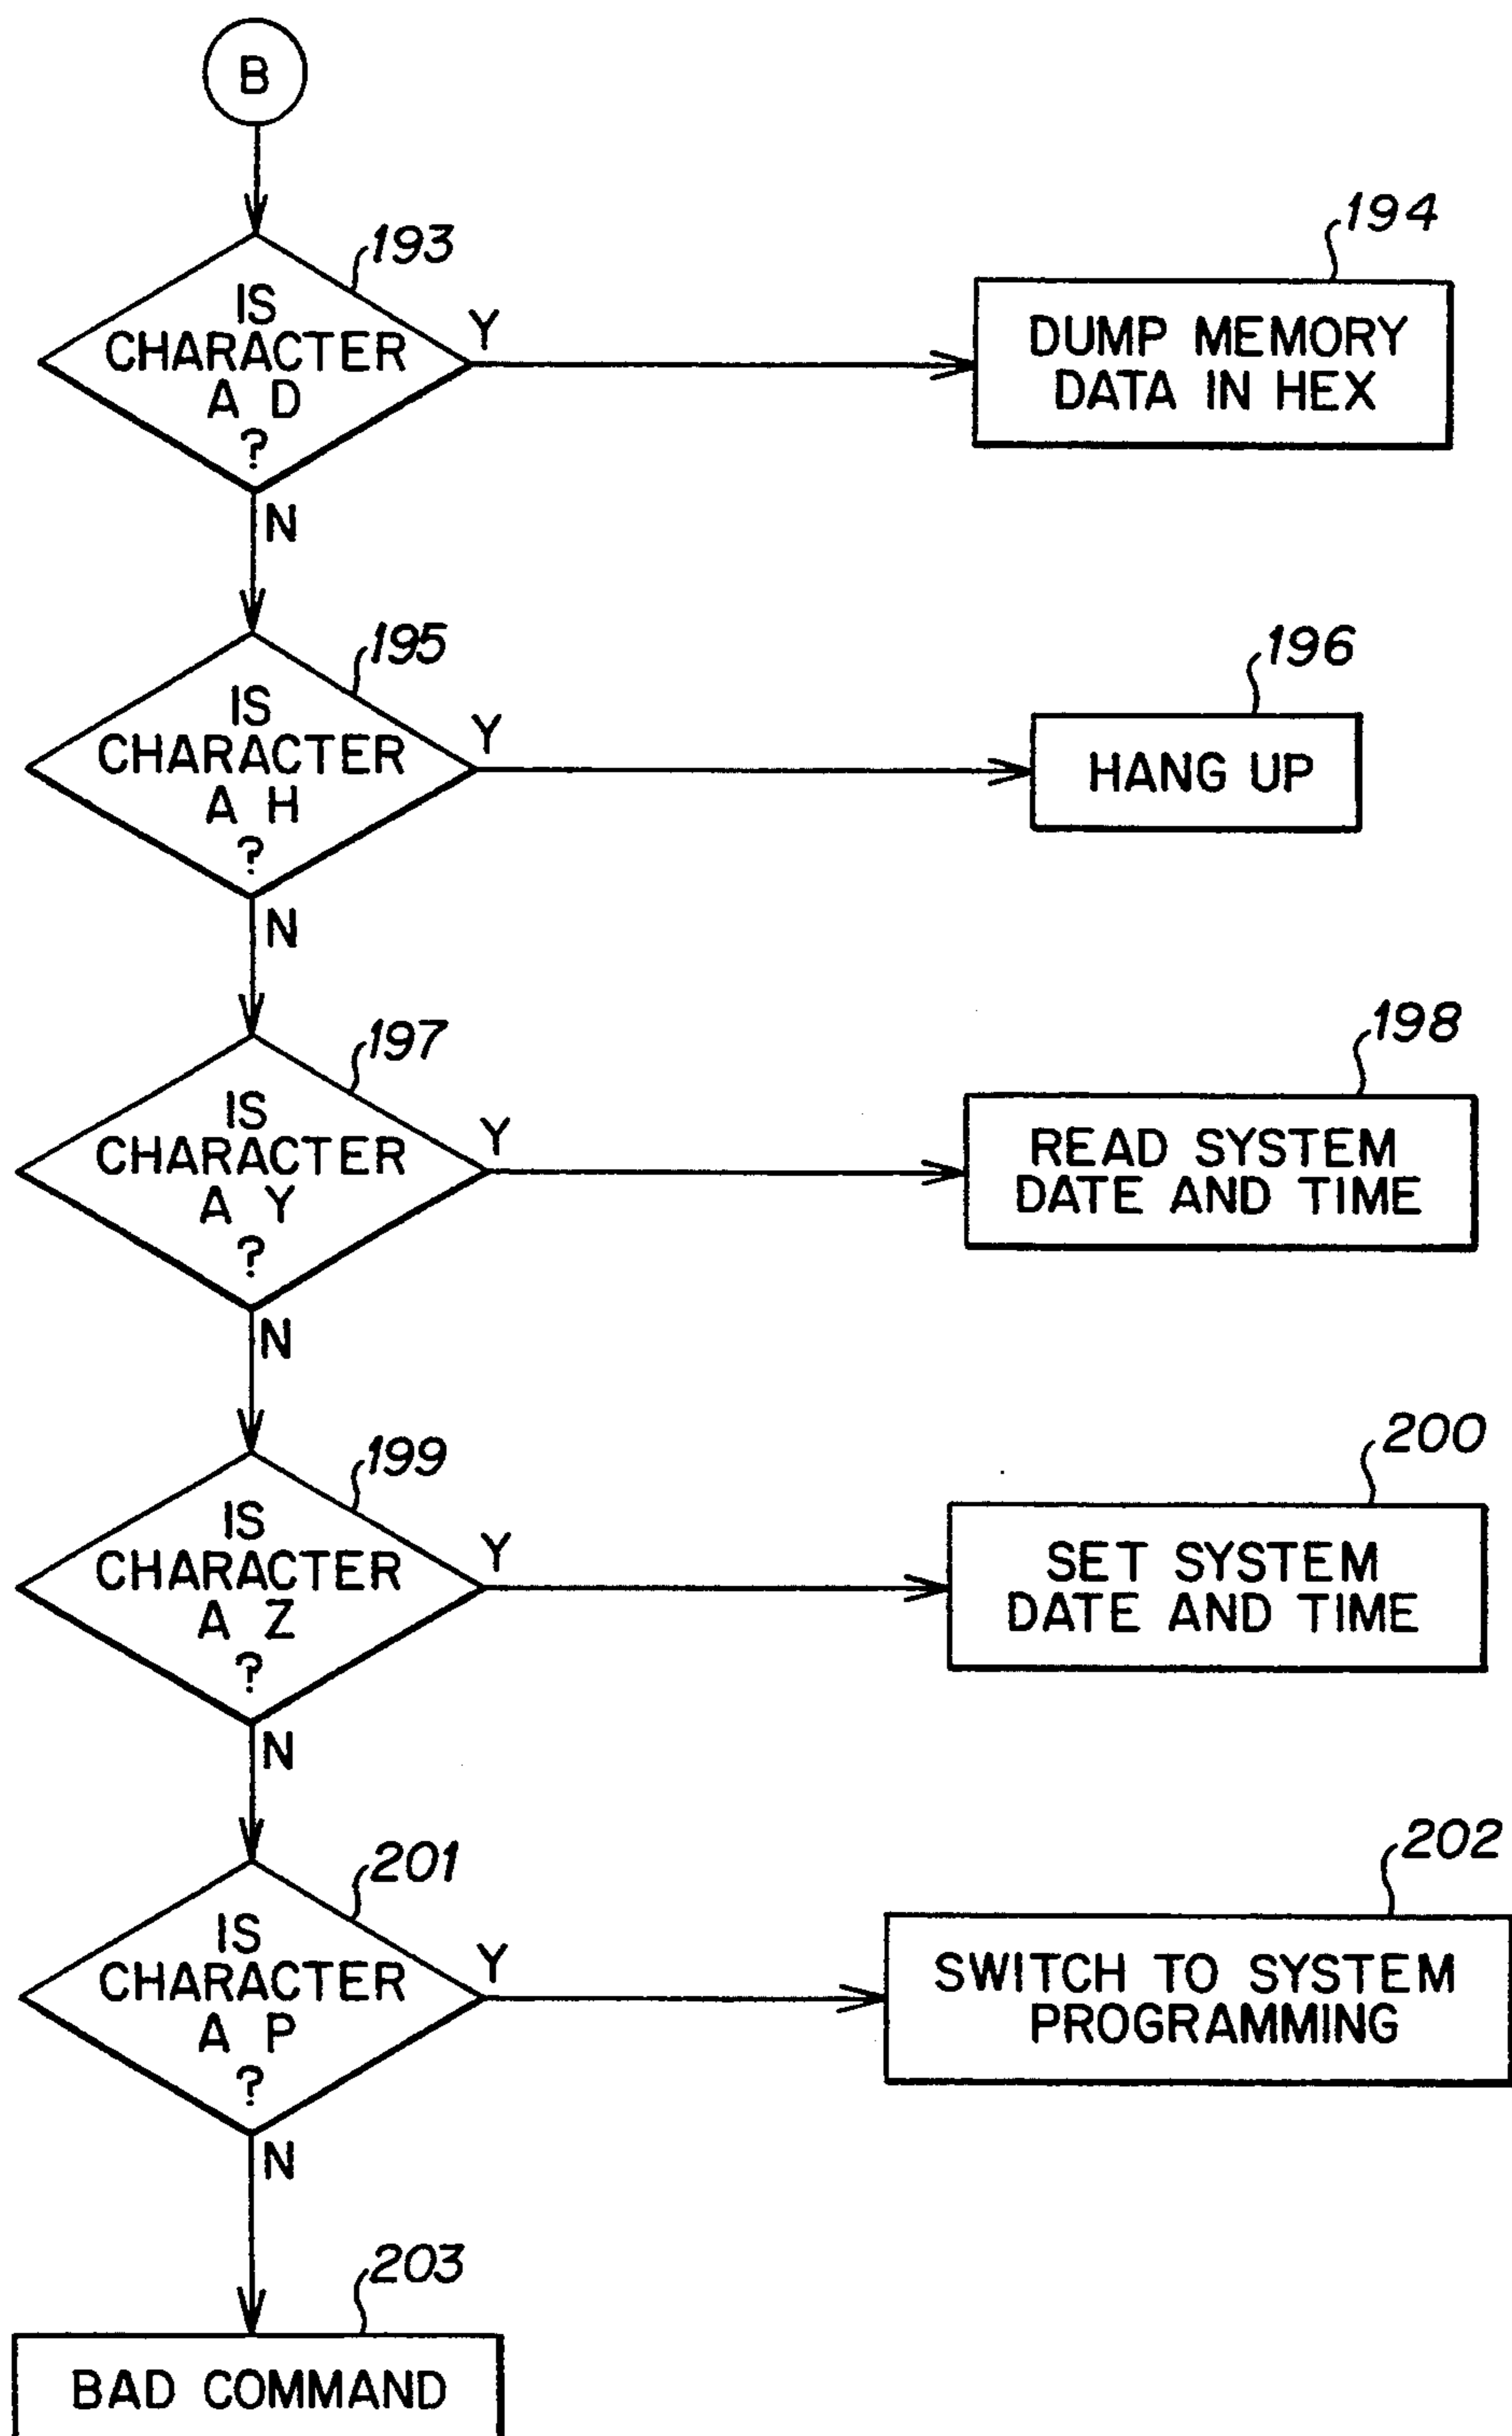 B
193
IS
CHARACTER
A D
?
Y
N
194
DUMP MEMORY
DATA IN HEX
195
IS
CHARACTER
A H
?
Y
N
196
HANG UP
197
IS
CHARACTER
A Y
?
Y
N
198
READ SYSTEM
DATE AND TIME
199
IS
CHARACTER
A Z
?
Y
N
200
SET SYSTEM
DATE AND TIME
201
IS
CHARACTER
A P
?
Y
N
202
SWITCH TO SYSTEM
PROGRAMMING
203
BAD COMMAND